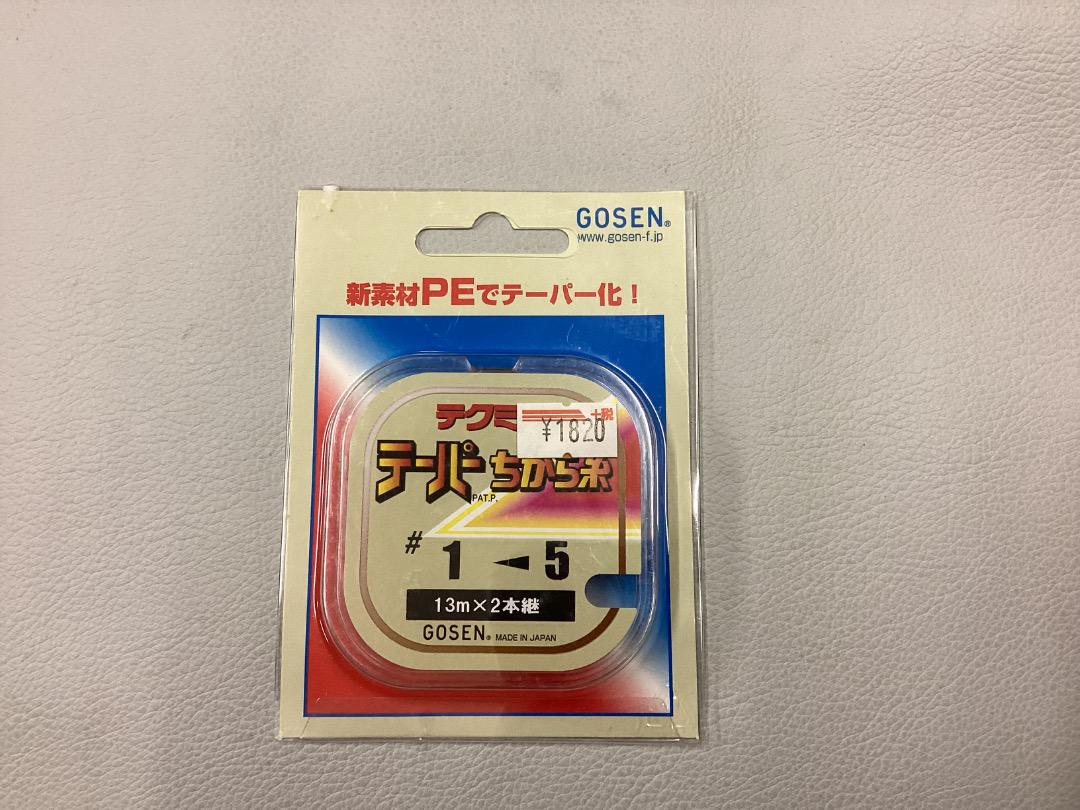 GOSEN®
www.gosen-f.jp
新素材PEでテーパー化!
テクミ
+税
¥1820
テーパーちから糸
PAT.P.
# 1 5
13m×2本継
GOSEN® MADE IN JAPAN